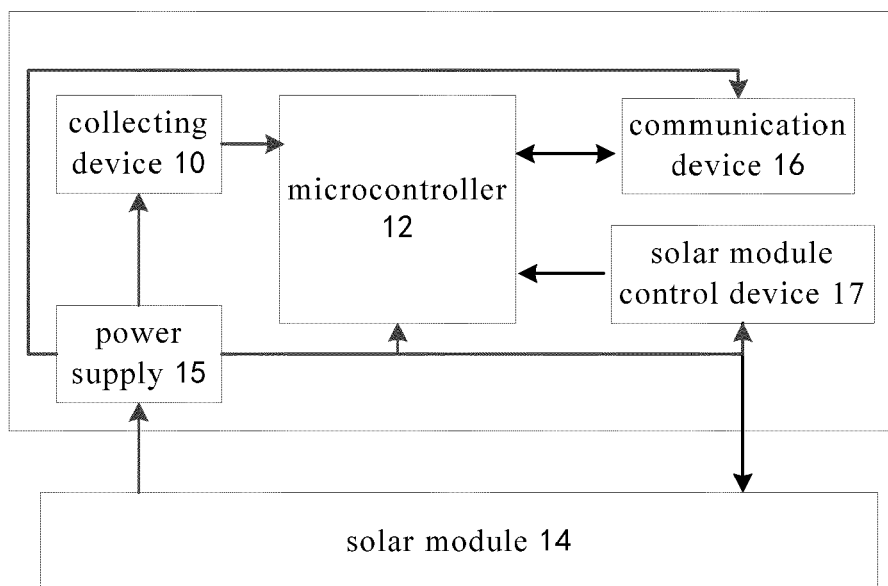 collecting
device 10
microcontroller
12
communication
device 16
solar module
control device 17
power
supply 15
solar module 14